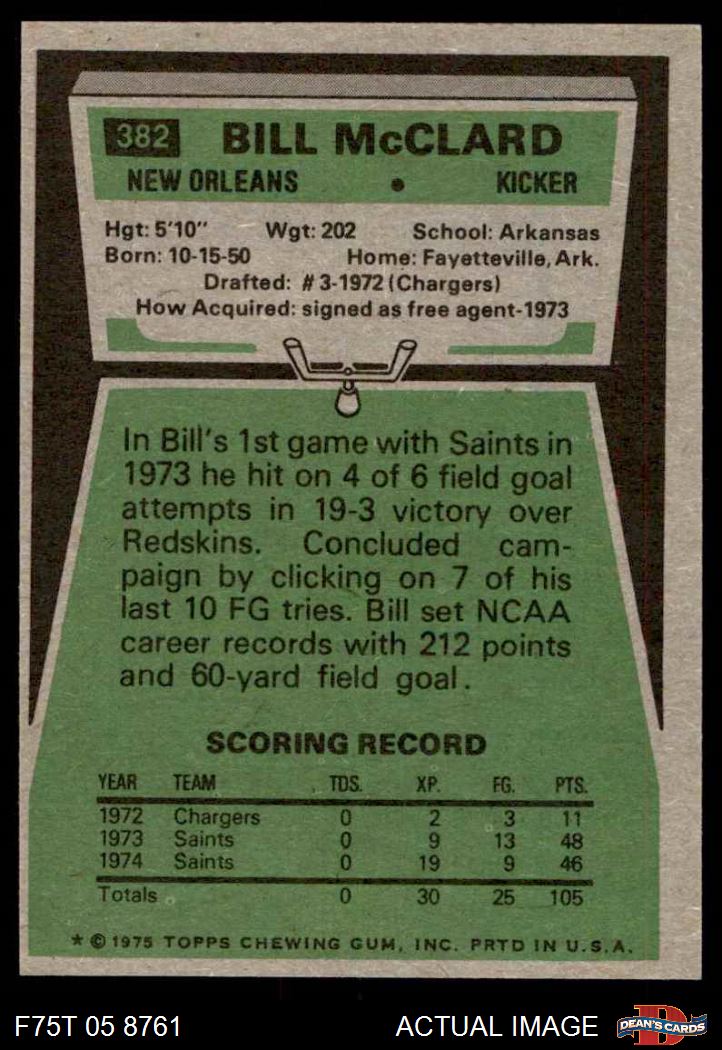 382 BILL McCLARD
NEW ORLEANS • KICKER
Hgt: 5'10" Wgt: 202 School: Arkansas
Born: 10-15-50 Home: Fayetteville, Ark.
Drafted: #3-1972 (Chargers)
How Acquired: signed as free agent-1973
In Bill's 1st game with Saints in
1973 he hit on 4 of 6 field goal
attempts in 19-3 victory over
Redskins. Concluded cam-
paign by clicking on 7 of his
last 10 FG tries. Bill set NCAA
career records with 212 points
and 60-yard field goal.
SCORING RECORD
YEAR TEAM TDS. XP. FG. PTS.
1972 Chargers 0 2 3 11
1973 Saints 0 9 13 48
1974 Saints 0 19 9 46
Totals 0 30 25 105
* © 1975 TOPPS CHEWING GUM, INC. PRTD IN U.S.A.
F75T 05 8761 ACTUAL IMAGE D DEAN'S CARDS